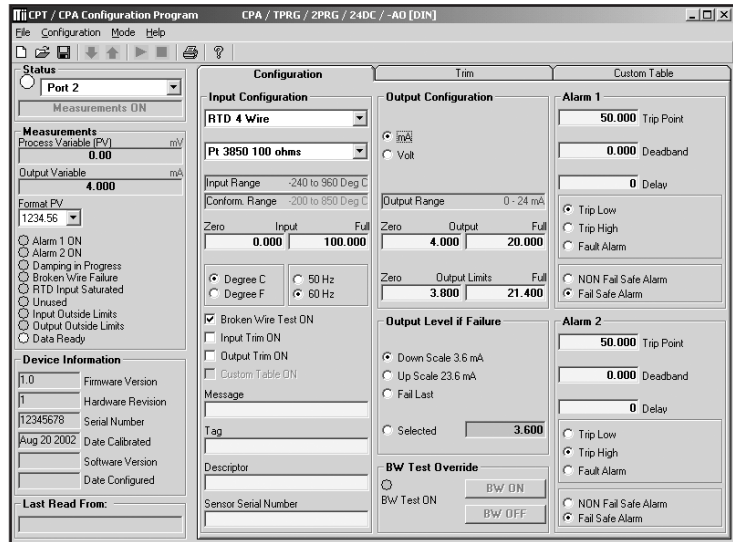 CPT / CPA Configuration Program CPA / TPRG / 2PRG / 24DC / -AO [DIN]
File Configuration Mode Help
Status
Port 2
Measurements ON
Measurements
Process Variable (PV) mV
0.00
Output Variable mA
4.000
Format PV
1234.56
Alarm 1 ON
Alarm 2 ON
Damping in Progress
Broken Wire Failure
RTD Input Saturated
Unused
Input Outside Limits
Output Outside Limits
Data Ready
Device Information
1.0 Firmware Version
1 Hardware Revision
12345678 Serial Number
Aug 20 2002 Date Calibrated
Software Version
Date Configured
Last Read From:
Configuration
Trim
Custom Table
Input Configuration
RTD 4 Wire
Pt 3850 100 ohms
Input Range -240 to 960 Deg C
Conform. Range -200 to 850 Deg C
Zero Input Full
0.000 100.000
Degree C 50 Hz
Degree F 60 Hz
Broken Wire Test ON
Input Trim ON
Output Trim ON
Custom Table ON
Message
Tag
Descriptor
Sensor Serial Number
Output Configuration
mA
Volt
Output Range 0 - 24 mA
Zero Output Full
4.000 20.000
Zero Output Limits Full
3.800 21.400
Output Level if Failure
Down Scale 3.6 mA
Up Scale 23.6 mA
Fail Last
Selected 3.600
BW Test Override
BW Test ON
BW ON
BW OFF
Alarm 1
50.000 Trip Point
0.000 Deadband
0 Delay
Trip Low
Trip High
Fault Alarm
NON Fail Safe Alarm
Fail Safe Alarm
Alarm 2
50.000 Trip Point
0.000 Deadband
0 Delay
Trip Low
Trip High
Fault Alarm
NON Fail Safe Alarm
Fail Safe Alarm